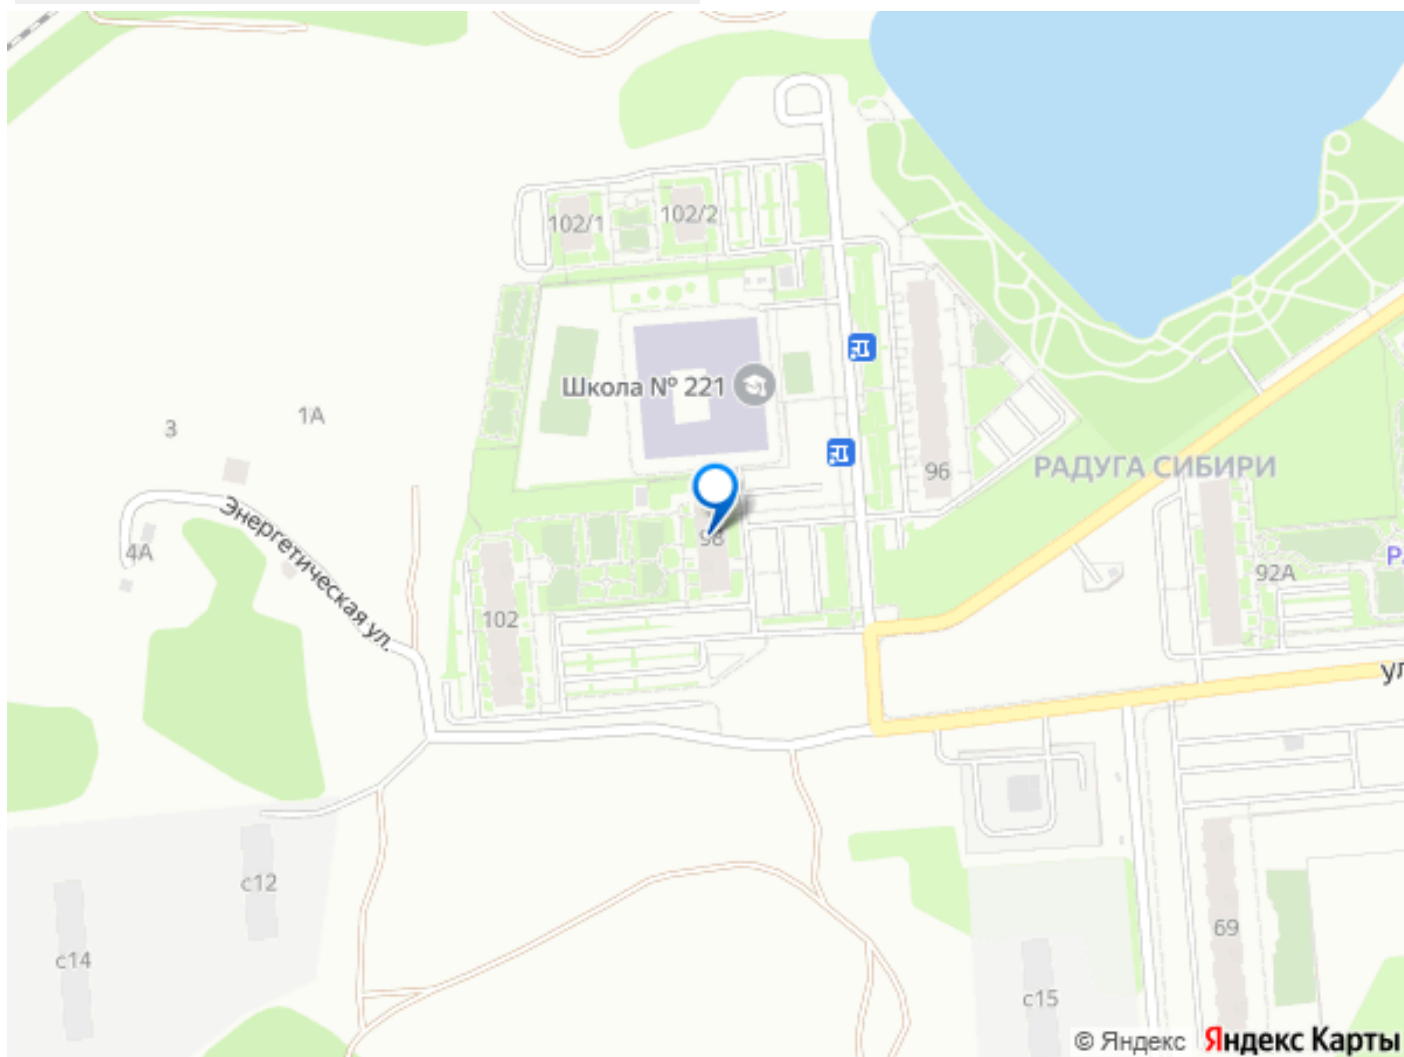 102/1
102/2
Школа № 221
3
1А
96
РАДУГА СИБИРИ
Энергетическая ул.
4А
98
92А
Ра
102
ул
с12
с14
69
с15
© Яндекс
Яндекс Карты